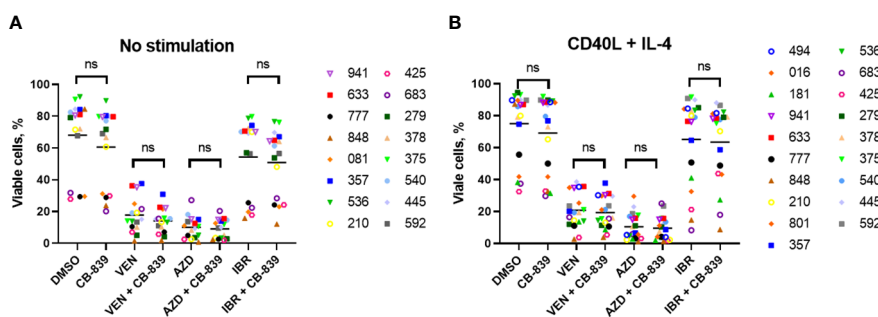 A
No stimulation
ns
ns
ns
ns
Viable cells, %
100
80
60
40
20
0
DMSO
CB-839
VEN
VEN + CB-839
AZD
AZD + CB-839
IBR
IBR + CB-839
941
633
777
848
081
357
536
210
425
683
279
378
375
540
445
592
B
CD40L + IL-4
ns
ns
ns
ns
Viale cells, %
100
80
60
40
20
0
DMSO
CB-839
VEN
VEN + CB-839
AZD
AZD + CB-839
IBR
IBR + CB-839
494
016
181
941
633
777
848
210
801
357
536
683
425
279
378
375
540
445
592